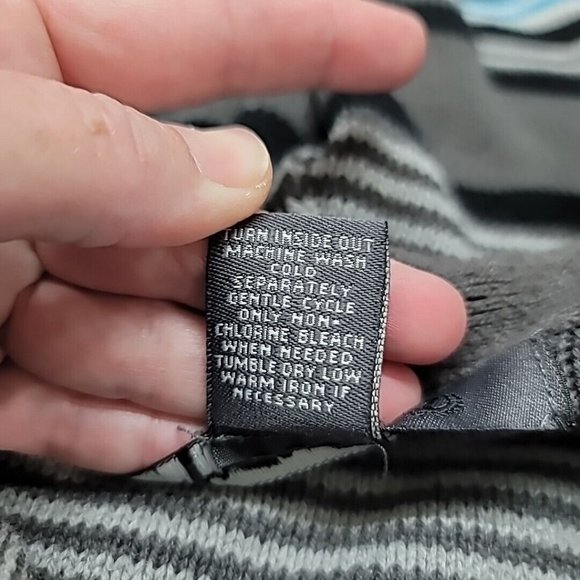 TURN INSIDE OUT
MACHINE WASH
COLD
SEPARATELY
GENTLE CYCLE
ONLY NON-
CHLORINE BLEACH
WHEN NEEDED
TUMBLE DRY LOW
WARM IRON IF
NECESSARY